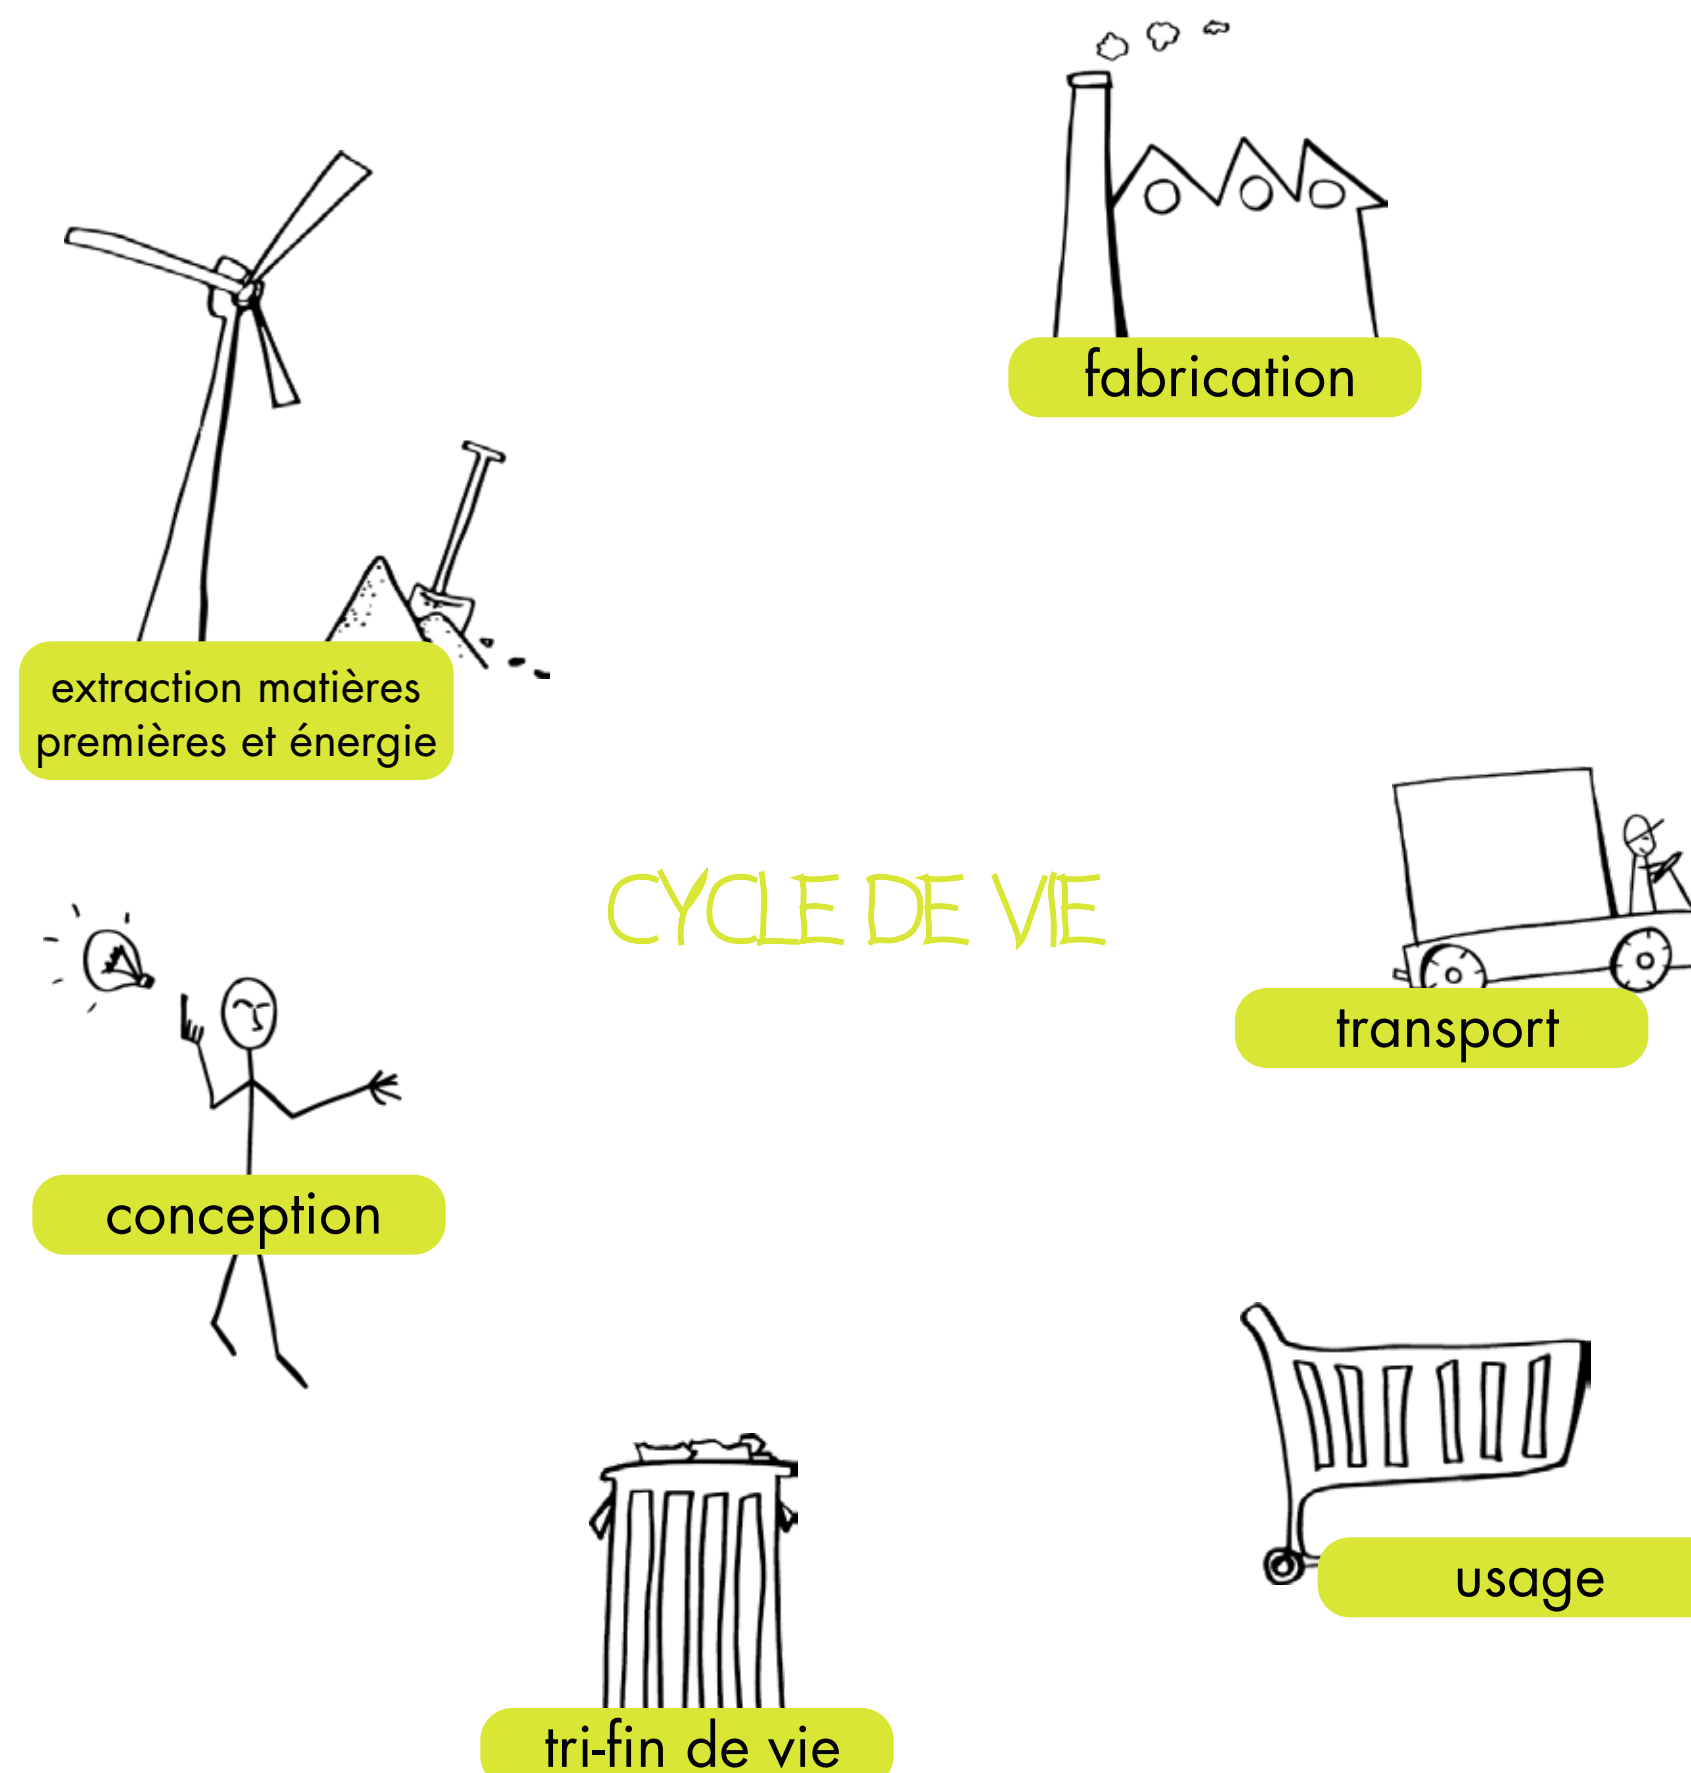 fabrication
extraction matières
premières et énergie
CYCLE DE VIE
transport
conception
usage
tri-fin de vie